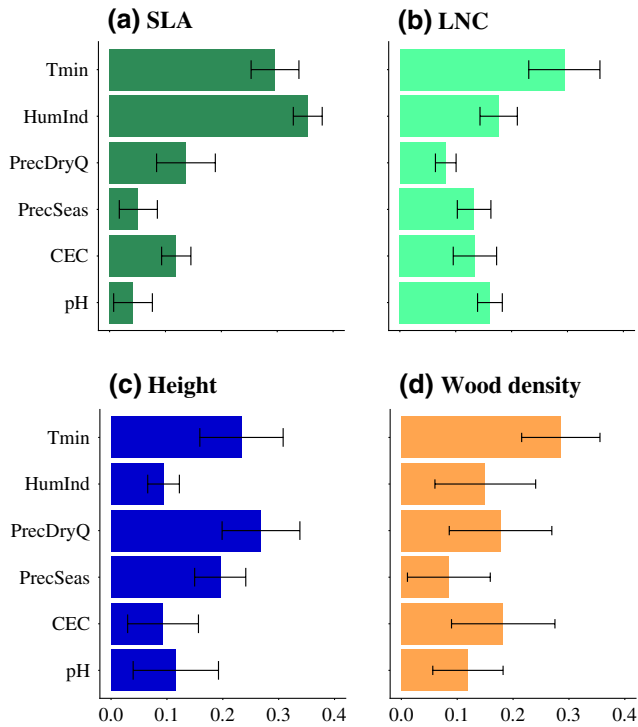 (a) SLA
(b) LNC
Tmin
HumInd
PrecDryQ
PrecSeas
CEC
pH
(c) Height
(d) Wood density
Tmin
HumInd
PrecDryQ
PrecSeas
CEC
pH
0.0 0.1 0.2 0.3 0.4
0.0 0.1 0.2 0.3 0.4